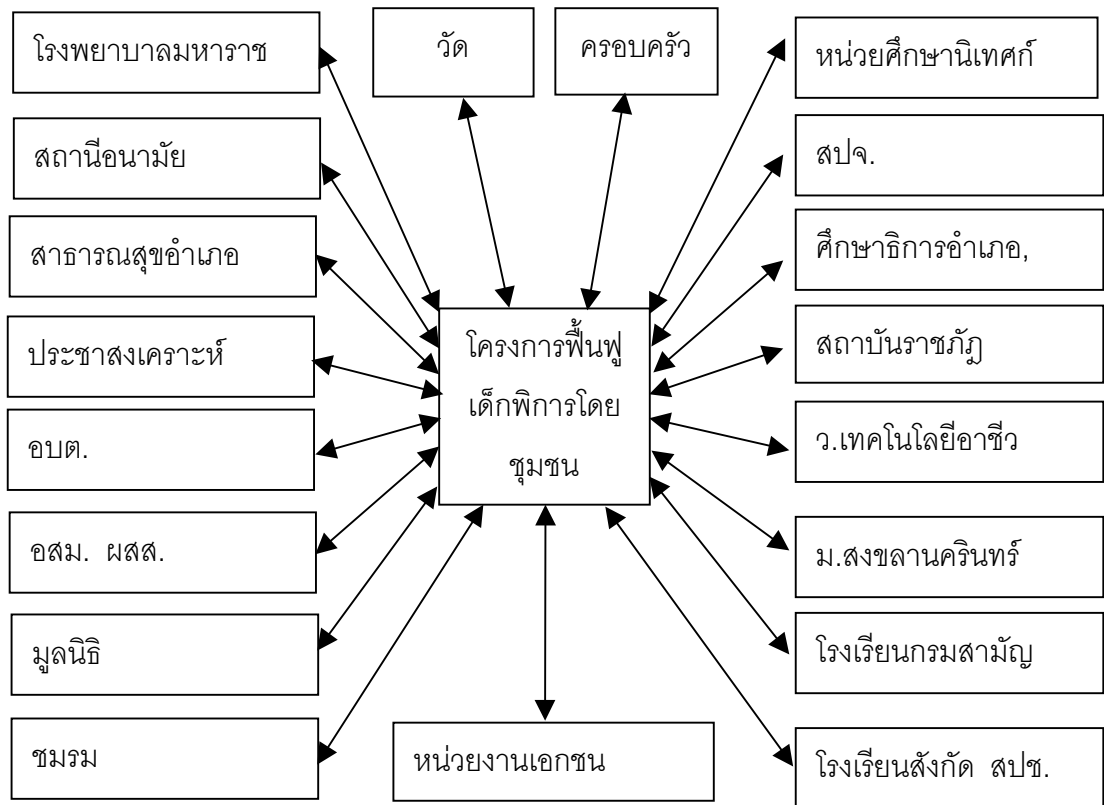 โรงพยาบาลมหาราช
วัด
ครอบครัว
หน่วยศึกษานิเทศก์
สถานีอนามัย
สปจ.
สาธารณสุขอำเภอ
ศึกษาธิการอำเภอ,
โครงการฟื้นฟู
เด็กพิการโดย
ชุมชน
ประชาสงเคราะห์
สถาบันราชภัฎ
อบต.
ว.เทคโนโลยีอาชีว
อสม. ผสส.
ม.สงขลานครินทร์
มูลนิธิ
โรงเรียนกรมสามัญ
ชมรม
หน่วยงานเอกชน
โรงเรียนสังกัด สปช.